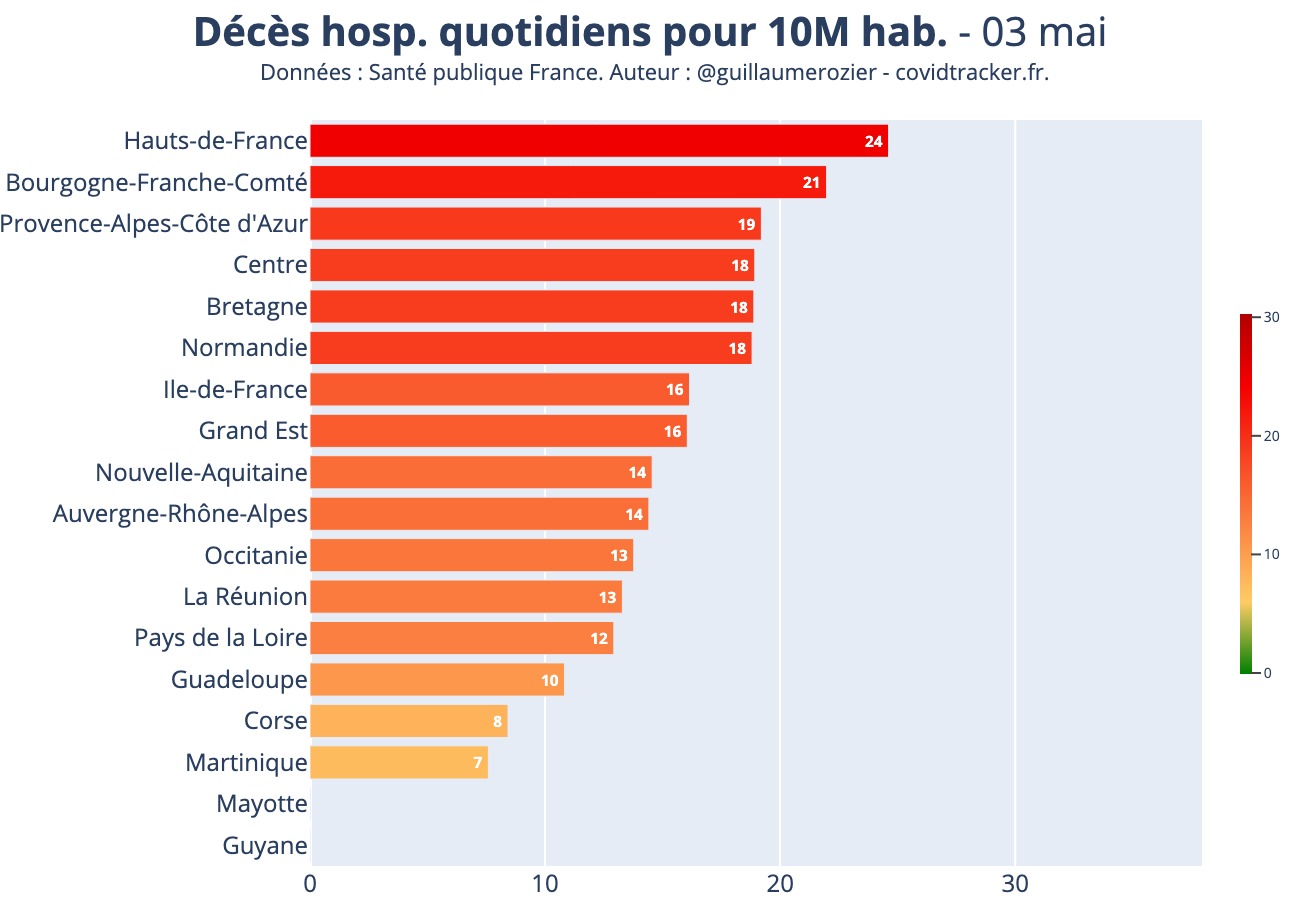 Décès hosp. quotidiens pour 10M hab. - 03 mai
Données : Santé publique France. Auteur : @guillaumerozier - covidtracker.fr.
Hauts-de-France 24
Bourgogne-Franche-Comté 21
Provence-Alpes-Côte d'Azur 19
Centre 18
Bretagne 18
Normandie 18
Ile-de-France 16
Grand Est 16
Nouvelle-Aquitaine 14
Auvergne-Rhône-Alpes 14
Occitanie 13
La Réunion 13
Pays de la Loire 12
Guadeloupe 10
Corse 8
Martinique 7
Mayotte
Guyane
0 10 20 30
30
20
10
0